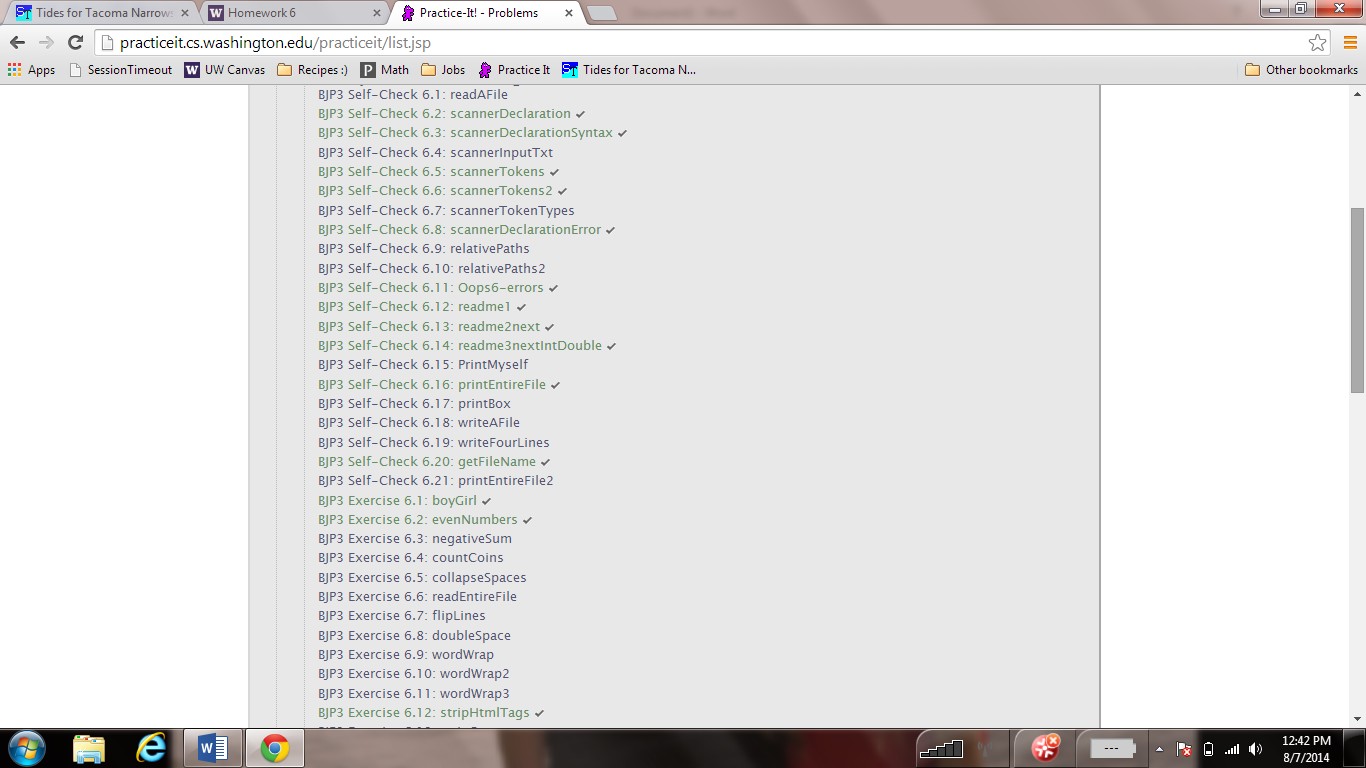 Tides for Tacoma Narrows
Homework 6
Practice-It! - Problems
practiceit.cs.washington.edu/practiceit/list.jsp
Apps SessionTimeout UW Canvas Recipes :) Math Jobs Practice It Tides for Tacoma N... Other bookmarks
BJP3 Self-Check 6.1: readAFile
BJP3 Self-Check 6.2: scannerDeclaration ✔
BJP3 Self-Check 6.3: scannerDeclarationSyntax ✔
BJP3 Self-Check 6.4: scannerInputTxt
BJP3 Self-Check 6.5: scannerTokens ✔
BJP3 Self-Check 6.6: scannerTokens2 ✔
BJP3 Self-Check 6.7: scannerTokenTypes
BJP3 Self-Check 6.8: scannerDeclarationError ✔
BJP3 Self-Check 6.9: relativePaths
BJP3 Self-Check 6.10: relativePaths2
BJP3 Self-Check 6.11: Oops6-errors ✔
BJP3 Self-Check 6.12: readme1 ✔
BJP3 Self-Check 6.13: readme2next ✔
BJP3 Self-Check 6.14: readme3nextIntDouble ✔
BJP3 Self-Check 6.15: PrintMyself
BJP3 Self-Check 6.16: printEntireFile ✔
BJP3 Self-Check 6.17: printBox
BJP3 Self-Check 6.18: writeAFile
BJP3 Self-Check 6.19: writeFourLines
BJP3 Self-Check 6.20: getFileName ✔
BJP3 Self-Check 6.21: printEntireFile2
BJP3 Exercise 6.1: boyGirl ✔
BJP3 Exercise 6.2: evenNumbers ✔
BJP3 Exercise 6.3: negativeSum
BJP3 Exercise 6.4: countCoins
BJP3 Exercise 6.5: collapseSpaces
BJP3 Exercise 6.6: readEntireFile
BJP3 Exercise 6.7: flipLines
BJP3 Exercise 6.8: doubleSpace
BJP3 Exercise 6.9: wordWrap
BJP3 Exercise 6.10: wordWrap2
BJP3 Exercise 6.11: wordWrap3
BJP3 Exercise 6.12: stripHtmlTags ✔
12:42 PM
8/7/2014